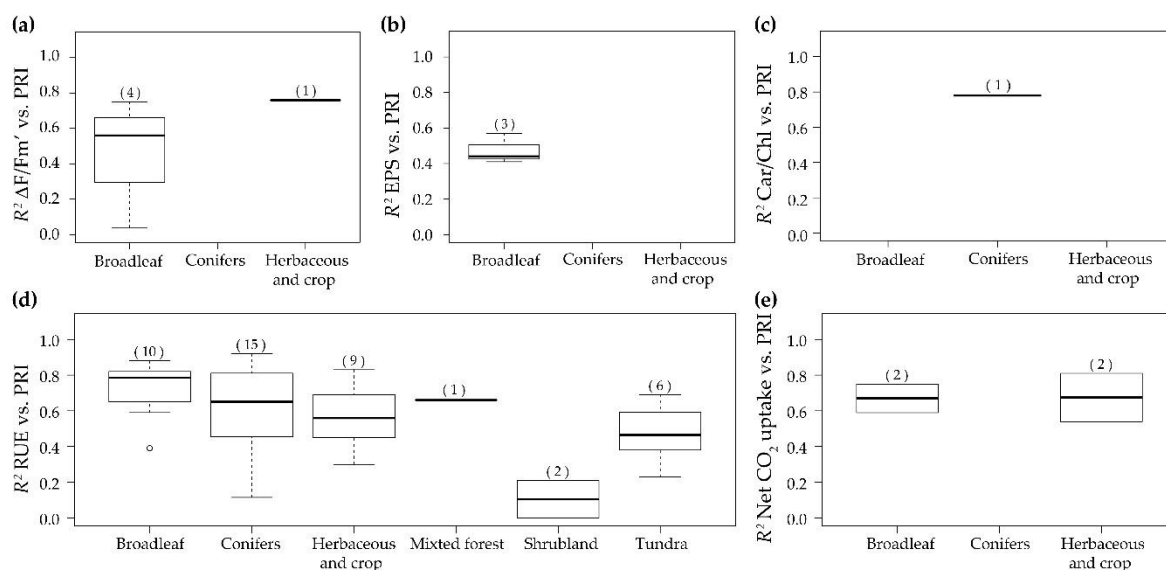 (a)
R² ΔF/Fm′ vs. PRI
1.0
0.8
0.6
0.4
0.8
0.0
(4)
(1)
Broadleaf
Conifers
Herbaceous
and crop
(b)
R² EPS vs. PRI
1.0
0.8
0.6
0.4
0.2
0.0
(3)
Broadleaf
Conifers
Herbaceous
and crop
(c)
R² Car/Chl vs. PRI
1.0
0.8
0.6
0.4
0.2
0.0
(1)
Broadleaf
Conifers
Herbaceous
and crop
(d)
R² RUE vs. PRI
1.0
0.8
0.6
0.4
0.2
0.0
(10)
(15)
(9)
(1)
(2)
(6)
Broadleaf
Conifers
Herbaceous
and crop
Mixted forest
Shrubland
Tundra
(e)
R² Net CO₂ uptake vs. PRI
1.0
0.8
0.6
0.4
0.2
0.0
(2)
(2)
Broadleaf
Conifers
Herbaceous
and crop